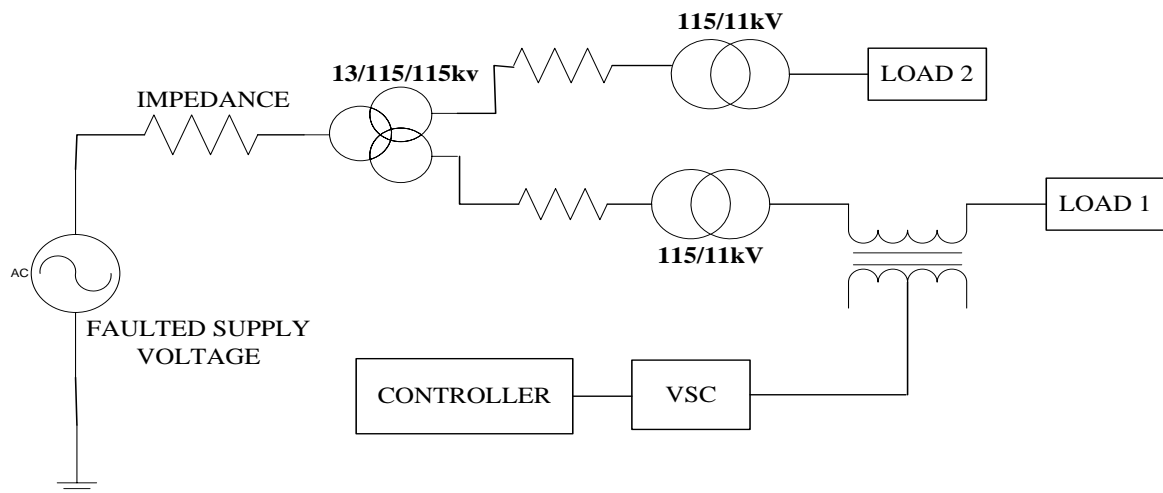 115/11kV
LOAD 2
13/115/115kv
IMPEDANCE
LOAD 1
115/11kV
AC
FAULTED SUPPLY
VOLTAGE
CONTROLLER
VSC